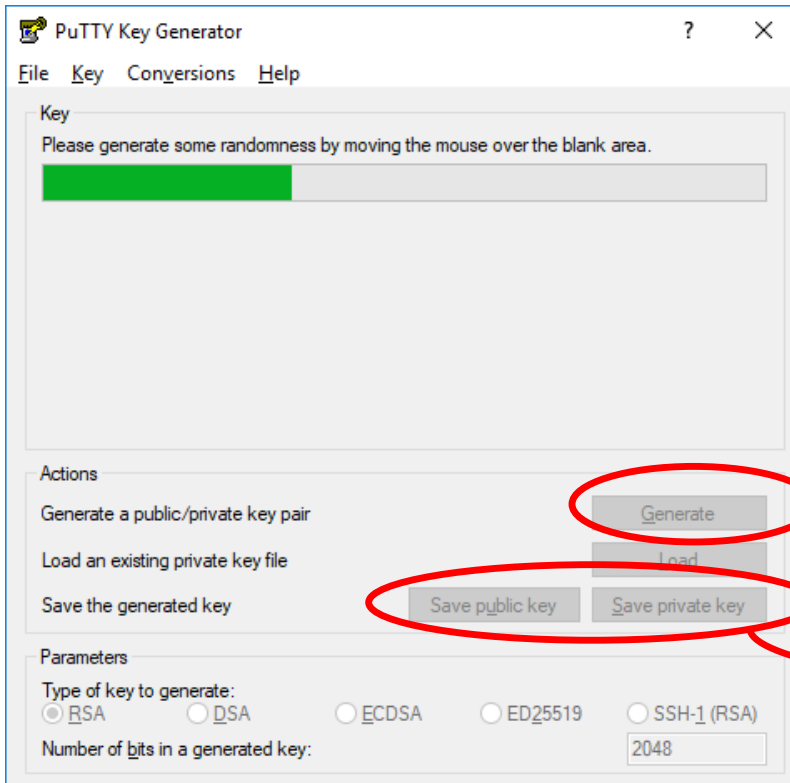 PuTTY Key Generator ?
File Key Conversions Help
Key
Please generate some randomness by moving the mouse over the blank area.
Actions
Generate a public/private key pair Generate
Load an existing private key file Load
Save the generated key Save public key Save private key
Parameters
Type of key to generate:
RSA DSA ECDSA ED25519 SSH-1 (RSA)
Number of bits in a generated key: 2048